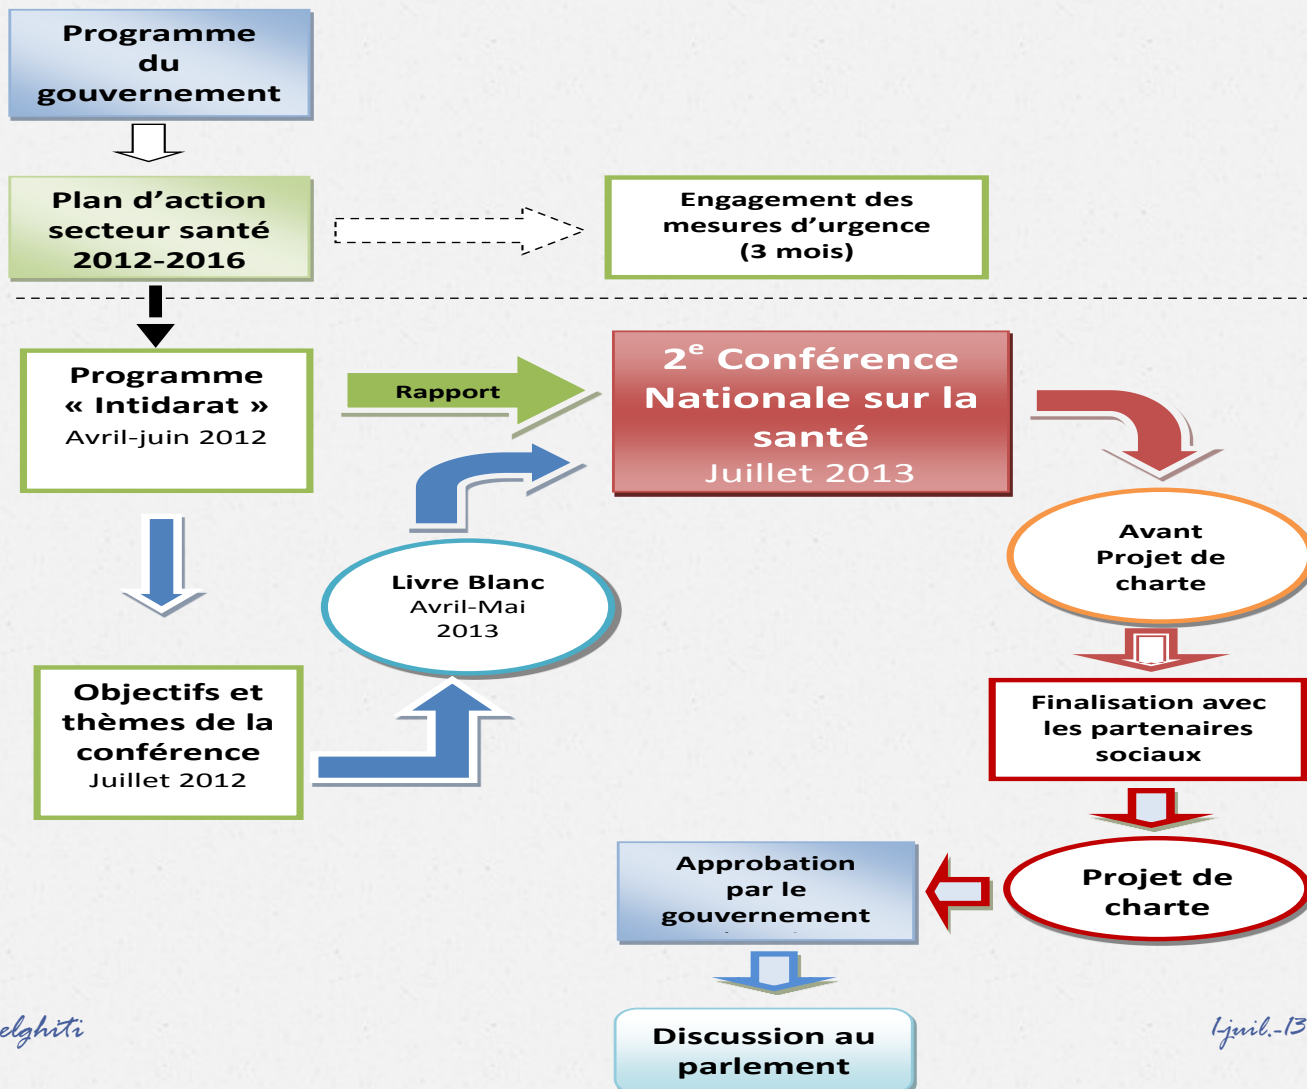 Programme
du
gouvernement
Plan d’action
secteur santé
2012-2016
Engagement des
mesures d’urgence
(3 mois)
Programme
« Intidarat »
Avril-juin 2012
Rapport
2e Conférence
Nationale sur la
santé
Juillet 2013
Livre Blanc
Avril-Mai
2013
Avant
Projet de
charte
Objectifs et
thèmes de la
conférence
Juillet 2012
Finalisation avec
les partenaires
sociaux
Projet de
charte
Approbation
par le
gouvernement
Discussion au
parlement
elghiti
1-juil.-13